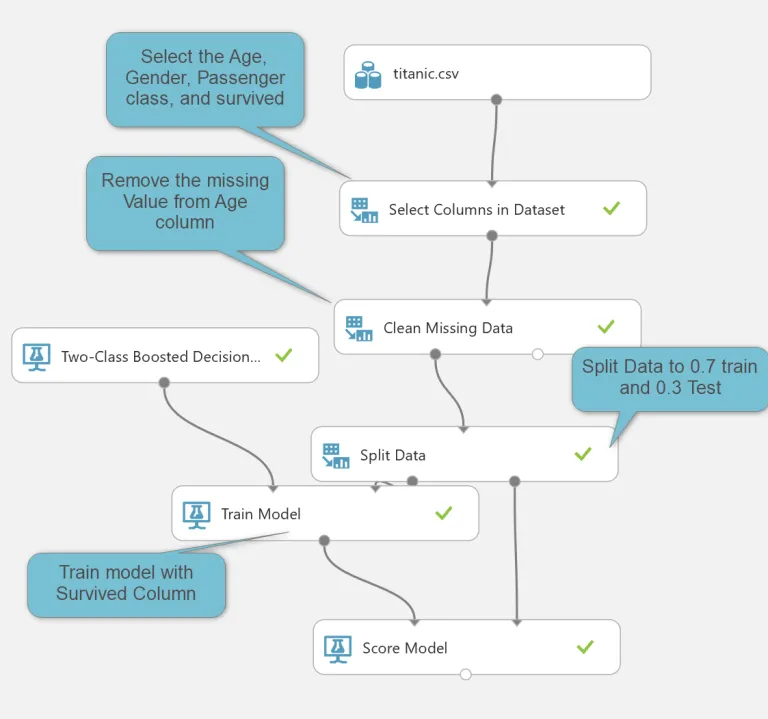 Select the Age,
Gender, Passenger
class, and survived
titanic.csv
Remove the missing
Value from Age
column
Select Columns in Dataset
Clean Missing Data
Two-Class Boosted Decision...
Split Data to 0.7 train
and 0.3 Test
Split Data
Train Model
Train model with
Survived Column
Score Model